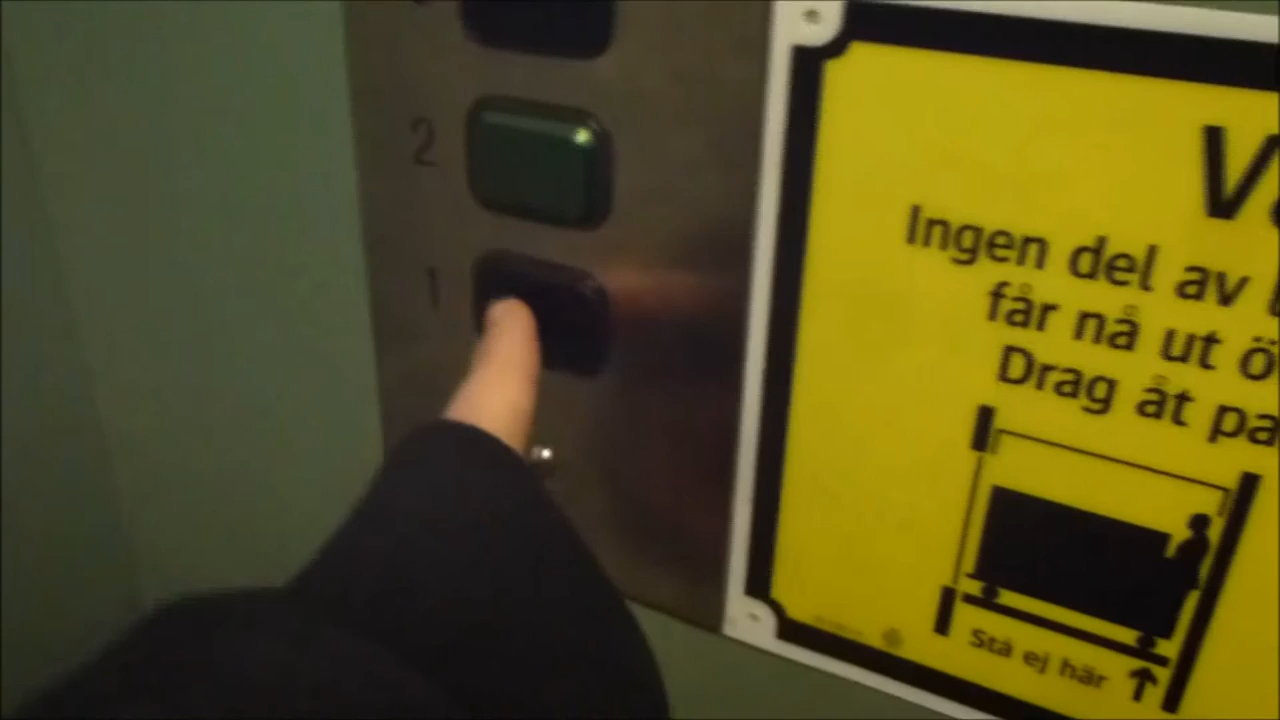 2
1
Ingen del av
får nå ut
Drag åt
Stå ej här